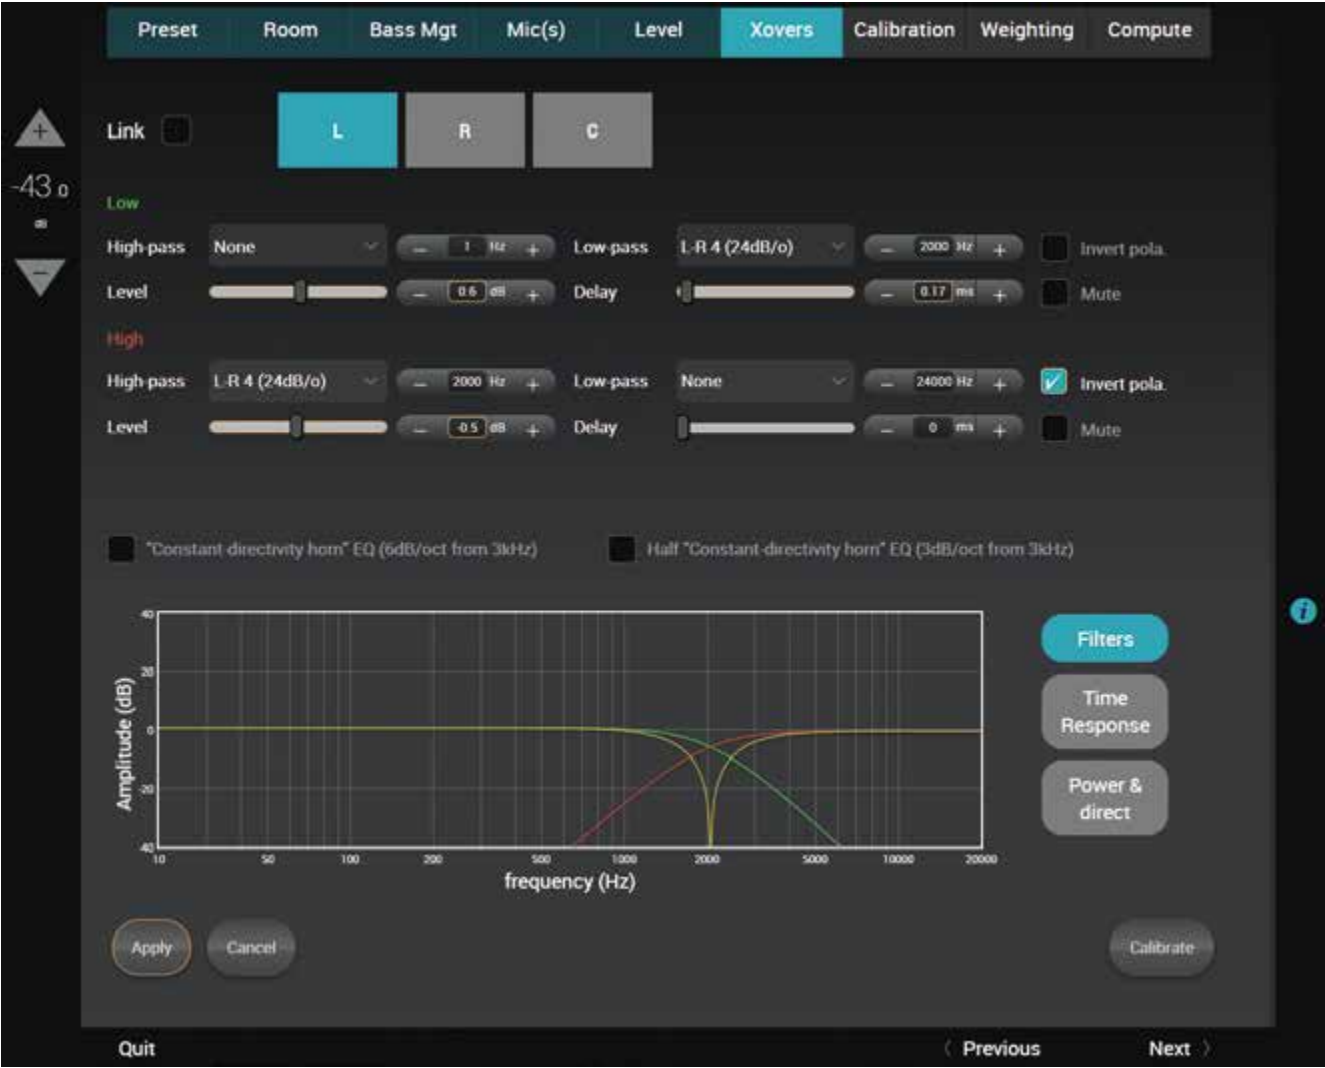 Preset Room Bass Mgt Mic(s) Level Xovers Calibration Weighting Compute
Link L R C
-43.0
dB
Low
High-pass None − 1 Hz + Low-pass L-R 4 (24dB/o) − 2000 Hz + Invert pola.
Level − 0.6 dB + Delay − 0.17 ms + Mute
High
High-pass L-R 4 (24dB/o) − 2000 Hz + Low-pass None − 24000 Hz + Invert pola.
Level − -0.5 dB + Delay − 0 ms + Mute
"Constant-directivity horn" EQ (6dB/oct from 3kHz) Half "Constant-directivity horn" EQ (3dB/oct from 3kHz)
Amplitude (dB)
40
20
0
-20
-40
10 50 100 200 500 1000 2000 5000 10000 20000
frequency (Hz)
Filters
Time
Response
Power &
direct
i
Apply Cancel Calibrate
Quit Previous Next